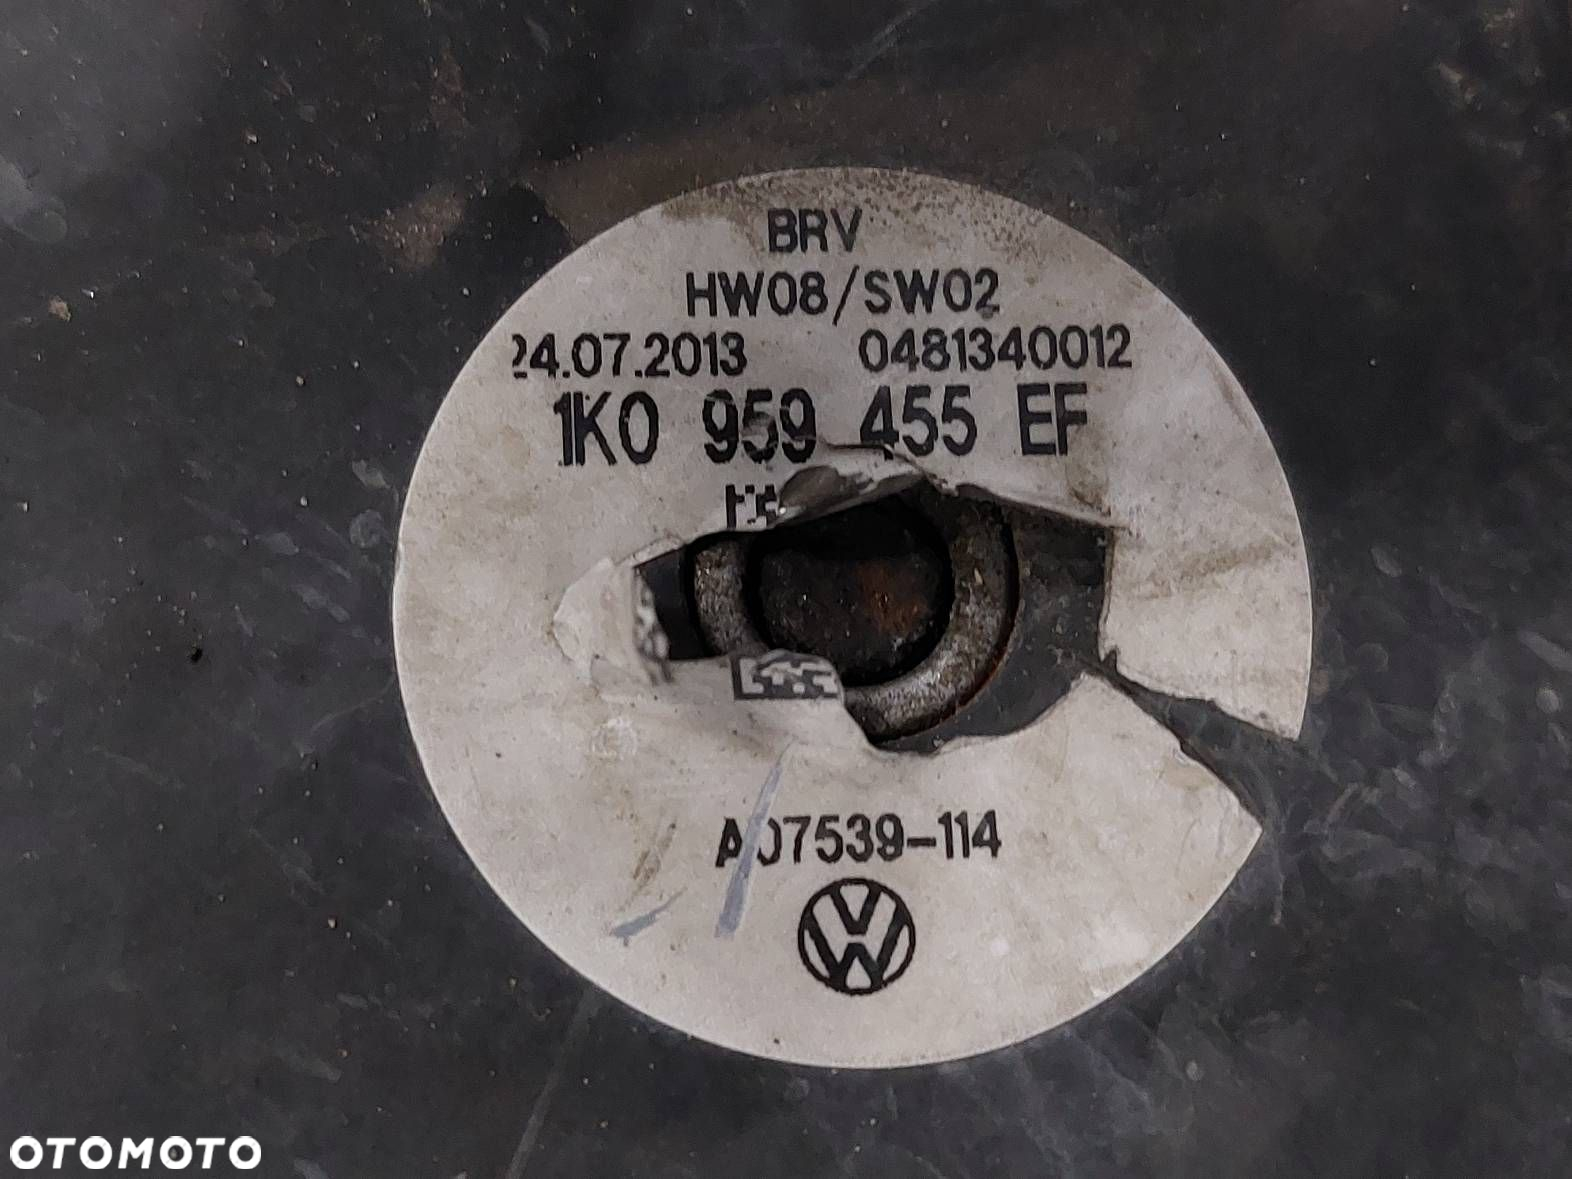 BRV
HW08/SW02
24.07.2013 0481340012
1K0 959 455 EF
A07539-114
OTOMOTO